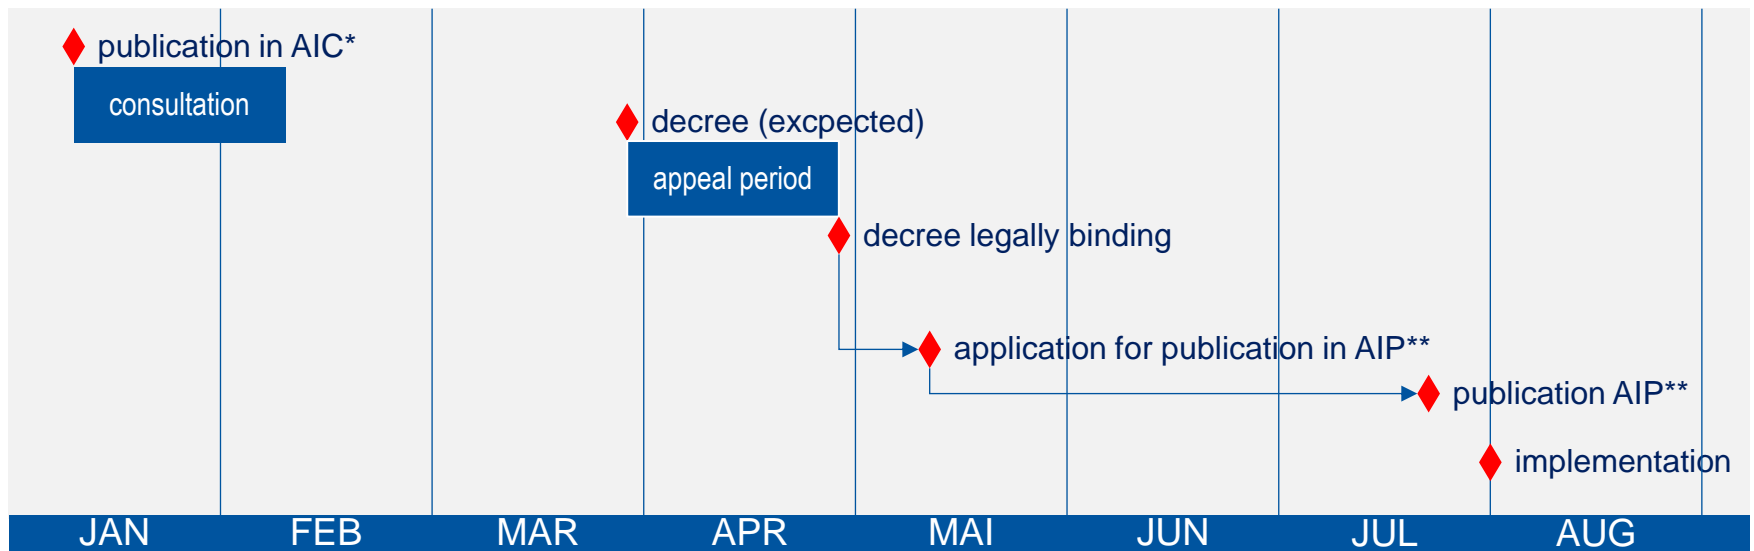 publication in AIC*
consultation
decree (excpected)
appeal period
decree legally binding
application for publication in AIP**
publication AIP**
implementation
JAN FEB MAR APR MAI JUN JUL AUG